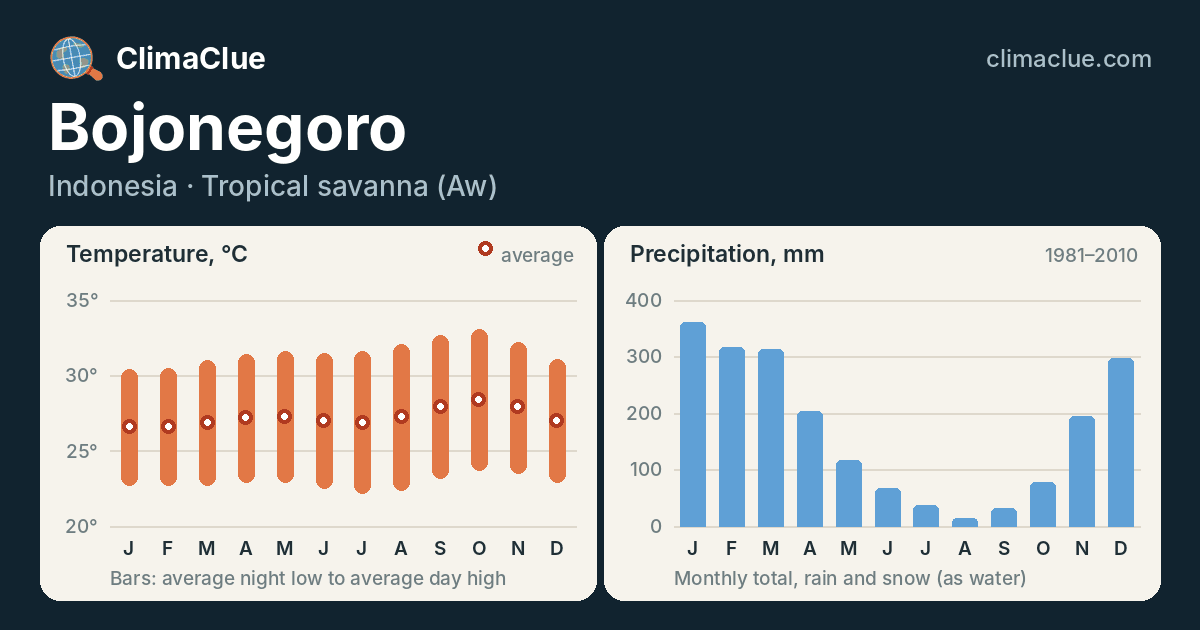 ClimaClue
climaclue.com
Bojonegoro
Indonesia · Tropical savanna (Aw)
Temperature, °C
average
35°
30°
25°
20°
J F M A M J J A S O N D
Bars: average night low to average day high
Precipitation, mm
1981–2010
400
300
200
100
0
J F M A M J J A S O N D
Monthly total, rain and snow (as water)